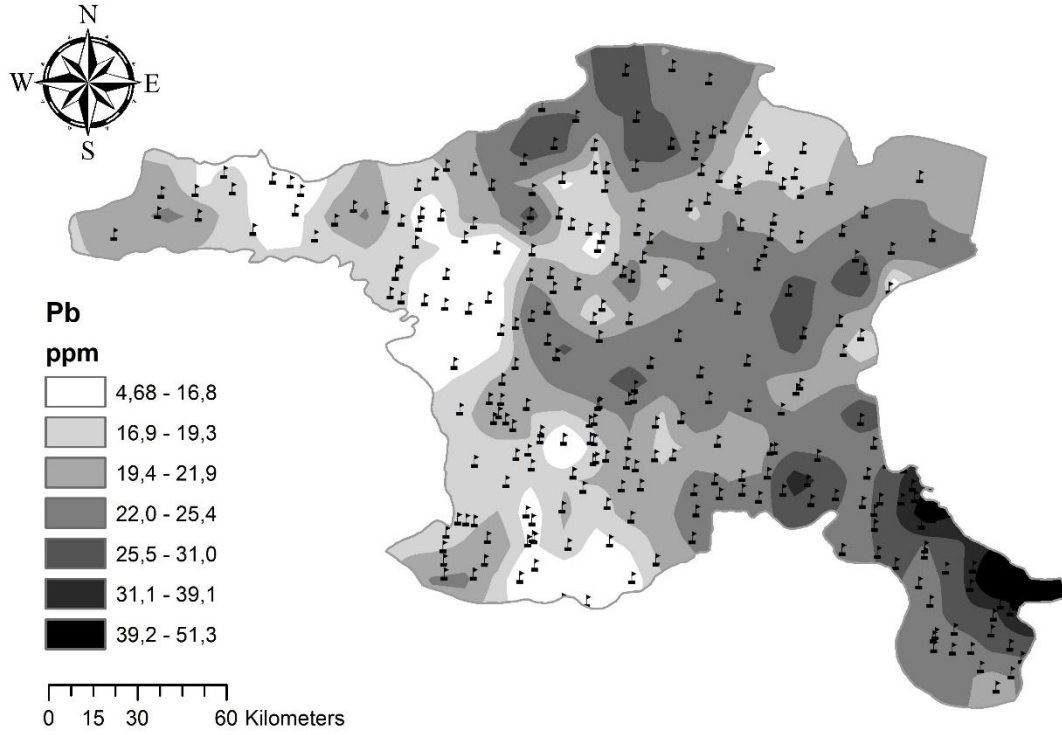 N
W E
S
Pb
ppm
4,68 - 16,8
16,9 - 19,3
19,4 - 21,9
22,0 - 25,4
25,5 - 31,0
31,1 - 39,1
39,2 - 51,3
0 15 30 60 Kilometers